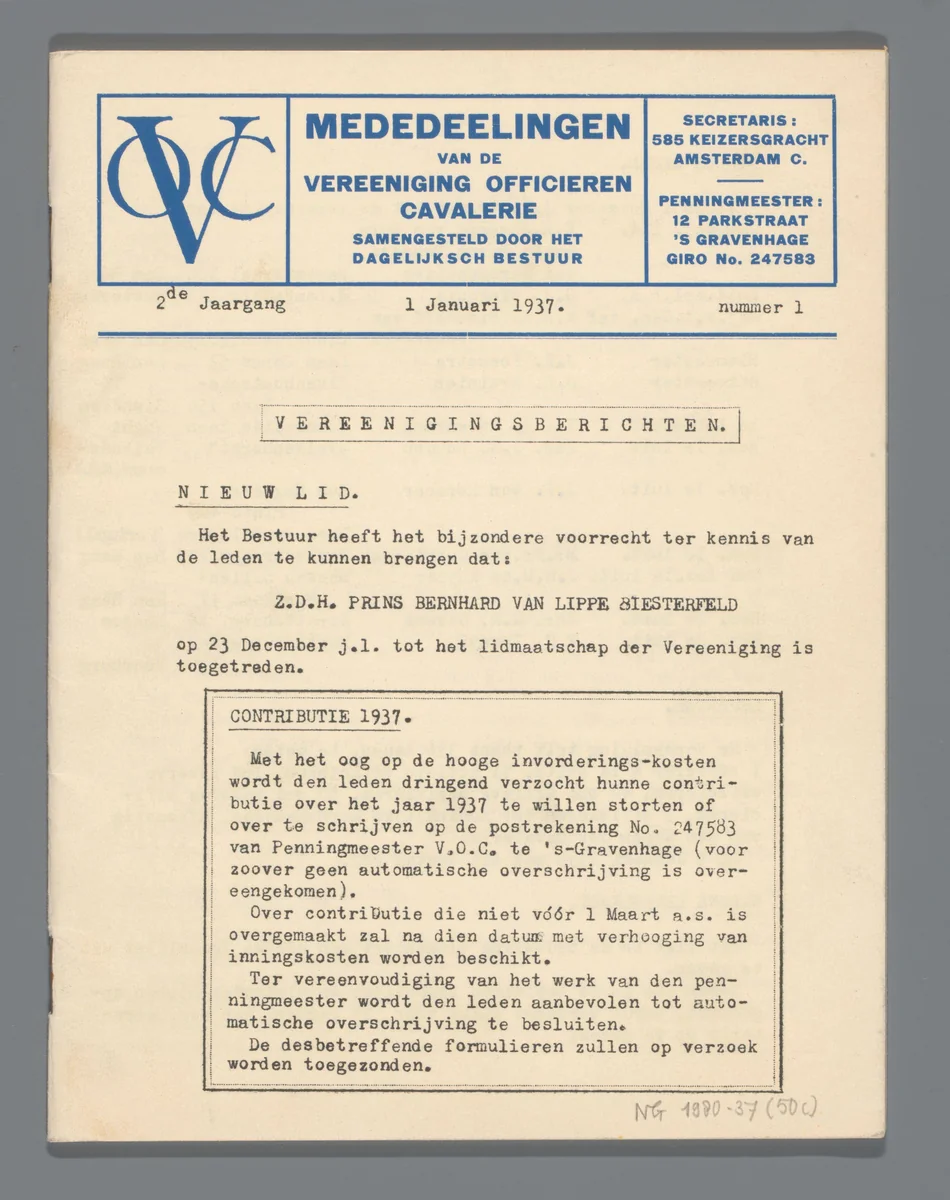 OVC
MEDEDEELINGEN
VAN DE
VEREENIGING OFFICIEREN
CAVALERIE
SAMENGESTELD DOOR HET
DAGELIJKSCH BESTUUR
SECRETARIS:
585 KEIZERSGRACHT
AMSTERDAM C.
PENNINGMEESTER:
12 PARKSTRAAT
'S GRAVENHAGE
GIRO No. 247583
2de Jaargang 1 Januari 1937. nummer 1
VEREENIGINGSBERICHTEN.
NIEUW LID.
Het Bestuur heeft het bijzondere voorrecht ter kennis van
de leden te kunnen brengen dat:
Z.D.H. PRINS BERNHARD VAN LIPPE BIESTERFELD
op 23 December j.l. tot het lidmaatschap der Vereeniging is
toegetreden.
CONTRIBUTIE 1937.
Met het oog op de hooge invorderings-kosten
wordt den leden dringend verzocht hunne contri-
butie over het jaar 1937 te willen storten of
over te schrijven op de postrekening No. 247583
van Penningmeester V.O.C. te 's-Gravenhage (voor
zoover geen automatische overschrijving is over-
eengekomen).
Over contributie die niet vóór 1 Maart a.s. is
overgemaakt zal na dien datum met verhooging van
inningskosten worden beschikt.
Ter vereenvoudiging van het werk van den pen-
ningmeester wordt den leden aanbevolen tot auto-
matische overschrijving te besluiten.
De desbetreffende formulieren zullen op verzoek
worden toegezonden.
NG 1980-37 (50c)